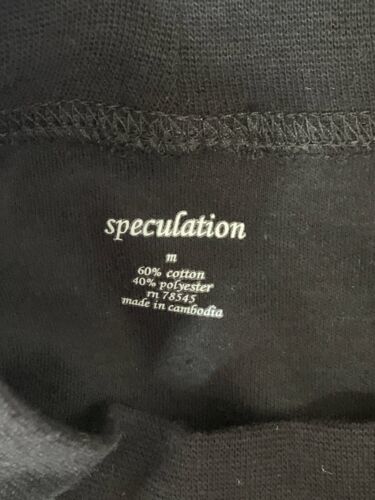 speculation
m
60% cotton
40% polyester
rn 78545
made in cambodia